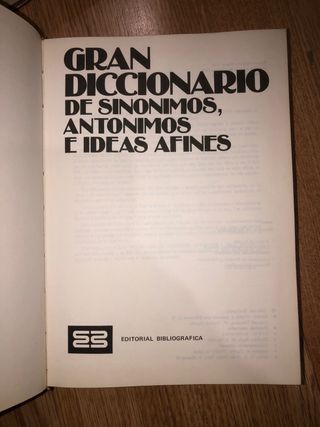 GRAN
DICCIONARIO
DE SINONIMOS,
ANTONIMOS
E IDEAS AFINES
EDITORIAL BIBLIOGRAFICA